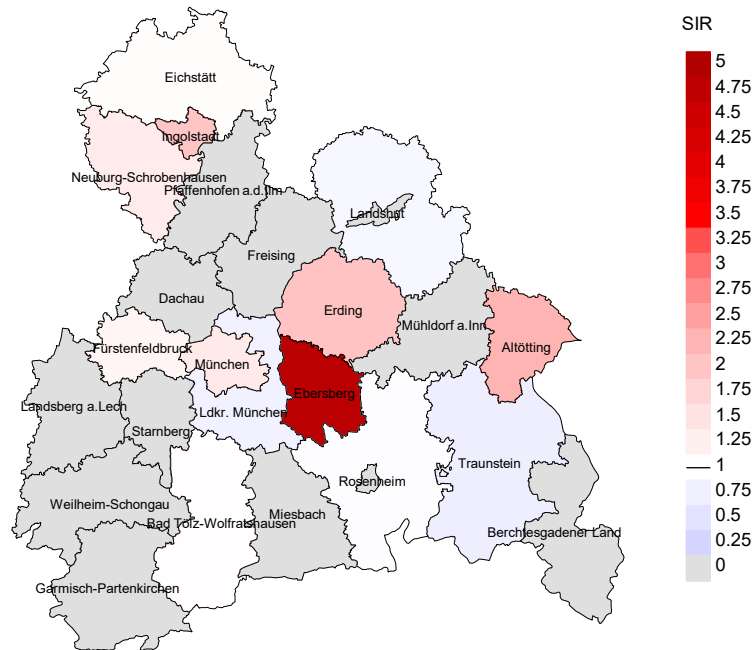 SIR
5
4.75
4.5
4.25
4
3.75
3.5
3.25
3
2.75
2.5
2.25
2
1.75
1.5
1.25
1
0.75
0.5
0.25
0
Eichstätt
Ingolstadt
Neuburg-Schrobenhausen
Pfaffenhofen a.d.Ilm
Landshut
Freising
Dachau
Erding
Mühldorf a.Inn
Altötting
Fürstenfeldbruck
München
Ebersberg
Landsberg a.Lech
Ldkr. München
Starnberg
Traunstein
Rosenheim
Weilheim-Schongau
Miesbach
Bad Tölz-Wolfratshausen
Berchtesgadener Land
Garmisch-Partenkirchen